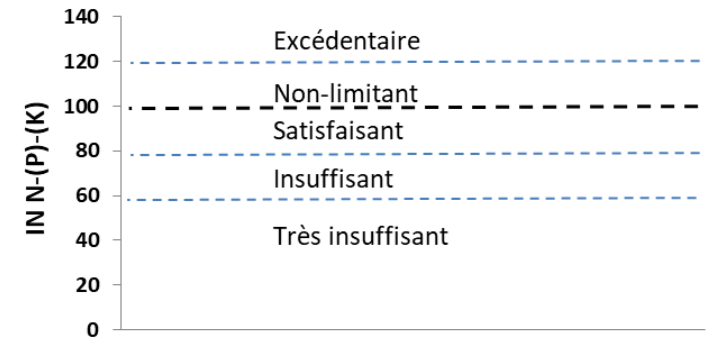 140
120
100
80
60
40
20
0
IN N-(P)-(K)
Excédentaire
Non-limitant
Satisfaisant
Insuffisant
Très insuffisant